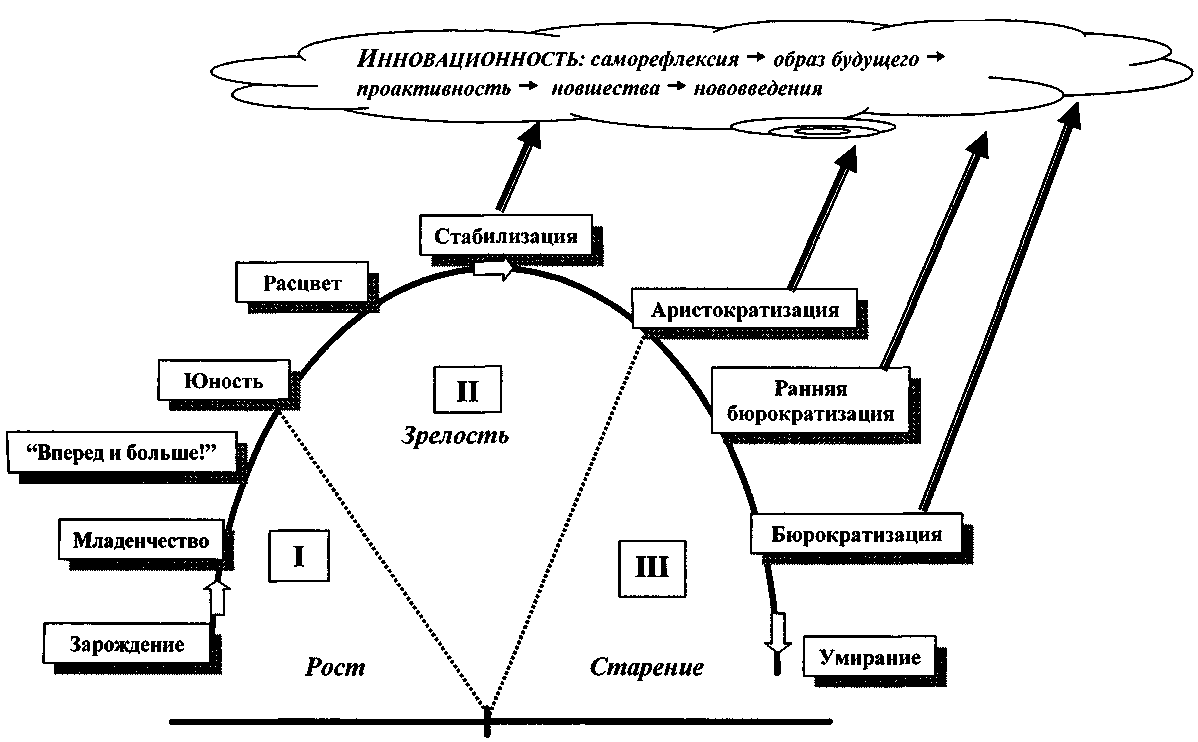 ИННОВАЦИОННОСТЬ: саморефлексия → образ будущего →
проактивность → новшества → нововведения
Стабилизация
Расцвет
Аристократизация
Юность
II
Зрелость
Ранняя
бюрократизация
“Вперед и больше!”
Младенчество
I
III
Бюрократизация
Зарождение
Рост
Старение
Умирание